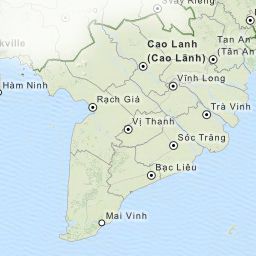 Svay Rieng
kville
Cao Lanh
(Cao Lãnh)
Tan An
(Tân An)
Hàm Ninh
Vĩnh Long
Rạch Giá
Trà Vinh
Vị Thanh
Sóc Trăng
Bạc Liêu
Mai Vinh